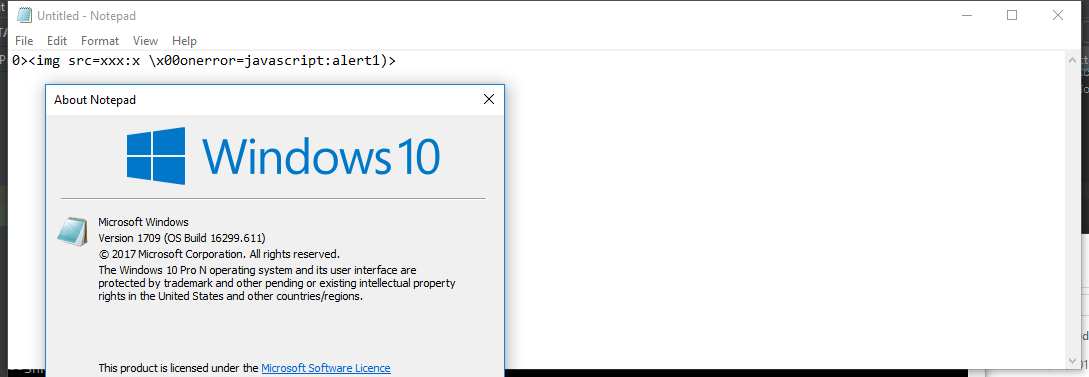 Untitled - Notepad
File Edit Format View Help
0><img src=xxx:x \x00onerror=javascript:alert1)>
About Notepad
Windows 10
Microsoft Windows
Version 1709 (OS Build 16299.611)
© 2017 Microsoft Corporation. All rights reserved.
The Windows 10 Pro N operating system and its user interface are
protected by trademark and other pending or existing intellectual property
rights in the United States and other countries/regions.
This product is licensed under the Microsoft Software Licence